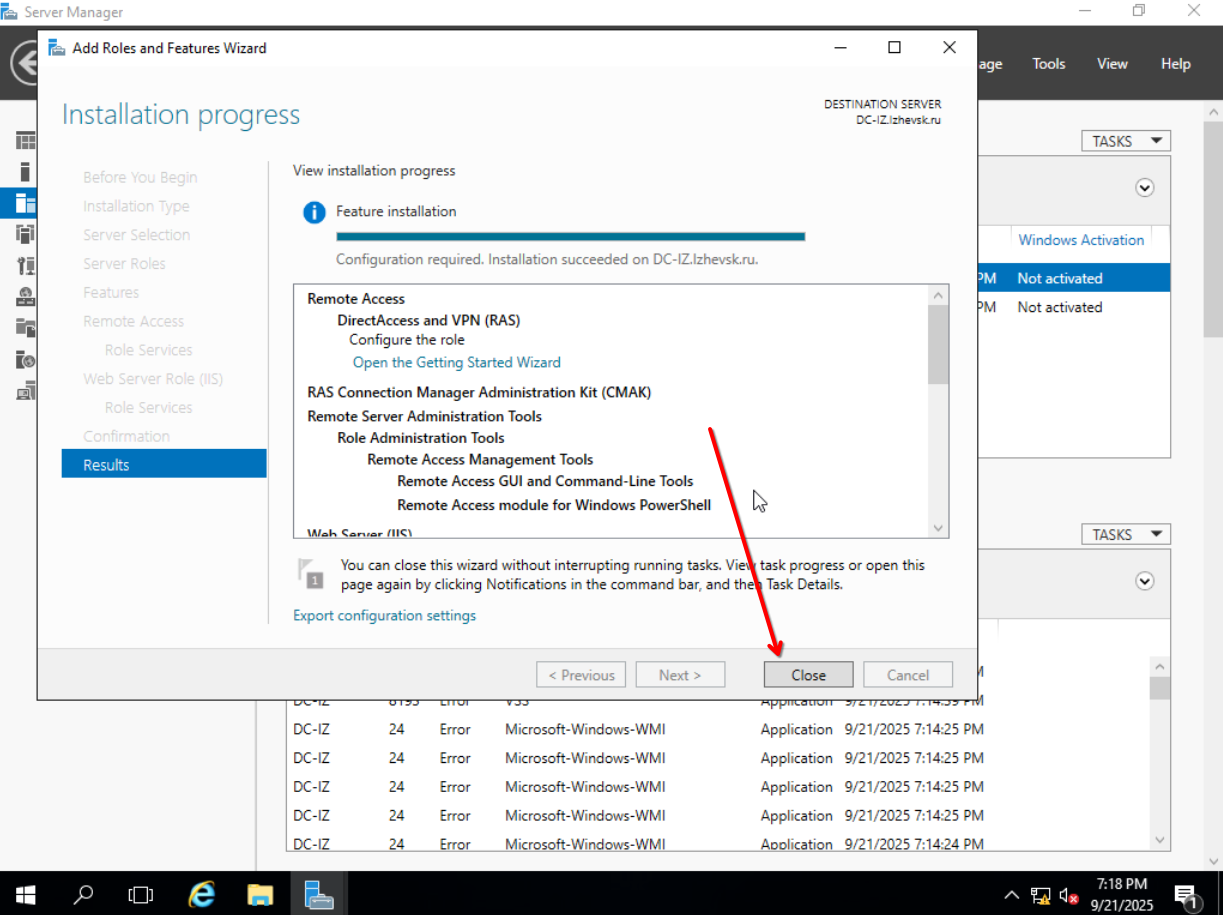 Server Manager
Add Roles and Features Wizard
age Tools View Help
Installation progress
DESTINATION SERVER
DC-IZ.Izhevsk.ru
TASKS
Before You Begin
Installation Type
Server Selection
Server Roles
Features
Remote Access
Role Services
Web Server Role (IIS)
Role Services
Confirmation
Results
View installation progress
Feature installation
Configuration required. Installation succeeded on DC-IZ.Izhevsk.ru.
Remote Access
DirectAccess and VPN (RAS)
Configure the role
Open the Getting Started Wizard
RAS Connection Manager Administration Kit (CMAK)
Remote Server Administration Tools
Role Administration Tools
Remote Access Management Tools
Remote Access GUI and Command-Line Tools
Remote Access module for Windows PowerShell
Web Server (IIS)
1
You can close this wizard without interrupting running tasks. View task progress or open this
page again by clicking Notifications in the command bar, and then Task Details.
Export configuration settings
< Previous Next > Close Cancel
Windows Activation
PM Not activated
PM Not activated
TASKS
M
DC-IZ 8193 Error VSS Application 9/21/2025 7:14:39 PM
DC-IZ 24 Error Microsoft-Windows-WMI Application 9/21/2025 7:14:25 PM
DC-IZ 24 Error Microsoft-Windows-WMI Application 9/21/2025 7:14:25 PM
DC-IZ 24 Error Microsoft-Windows-WMI Application 9/21/2025 7:14:25 PM
DC-IZ 24 Error Microsoft-Windows-WMI Application 9/21/2025 7:14:25 PM
DC-IZ 24 Error Microsoft-Windows-WMI Application 9/21/2025 7:14:24 PM
7:18 PM
9/21/2025
1